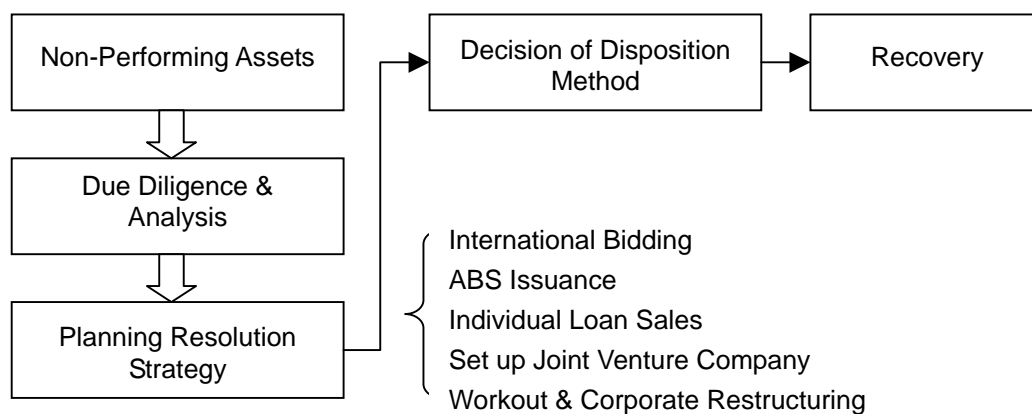 Non-Performing Assets
Due Diligence &
Analysis
Planning Resolution
Strategy
Decision of Disposition
Method
Recovery
International Bidding
ABS Issuance
Individual Loan Sales
Set up Joint Venture Company
Workout & Corporate Restructuring